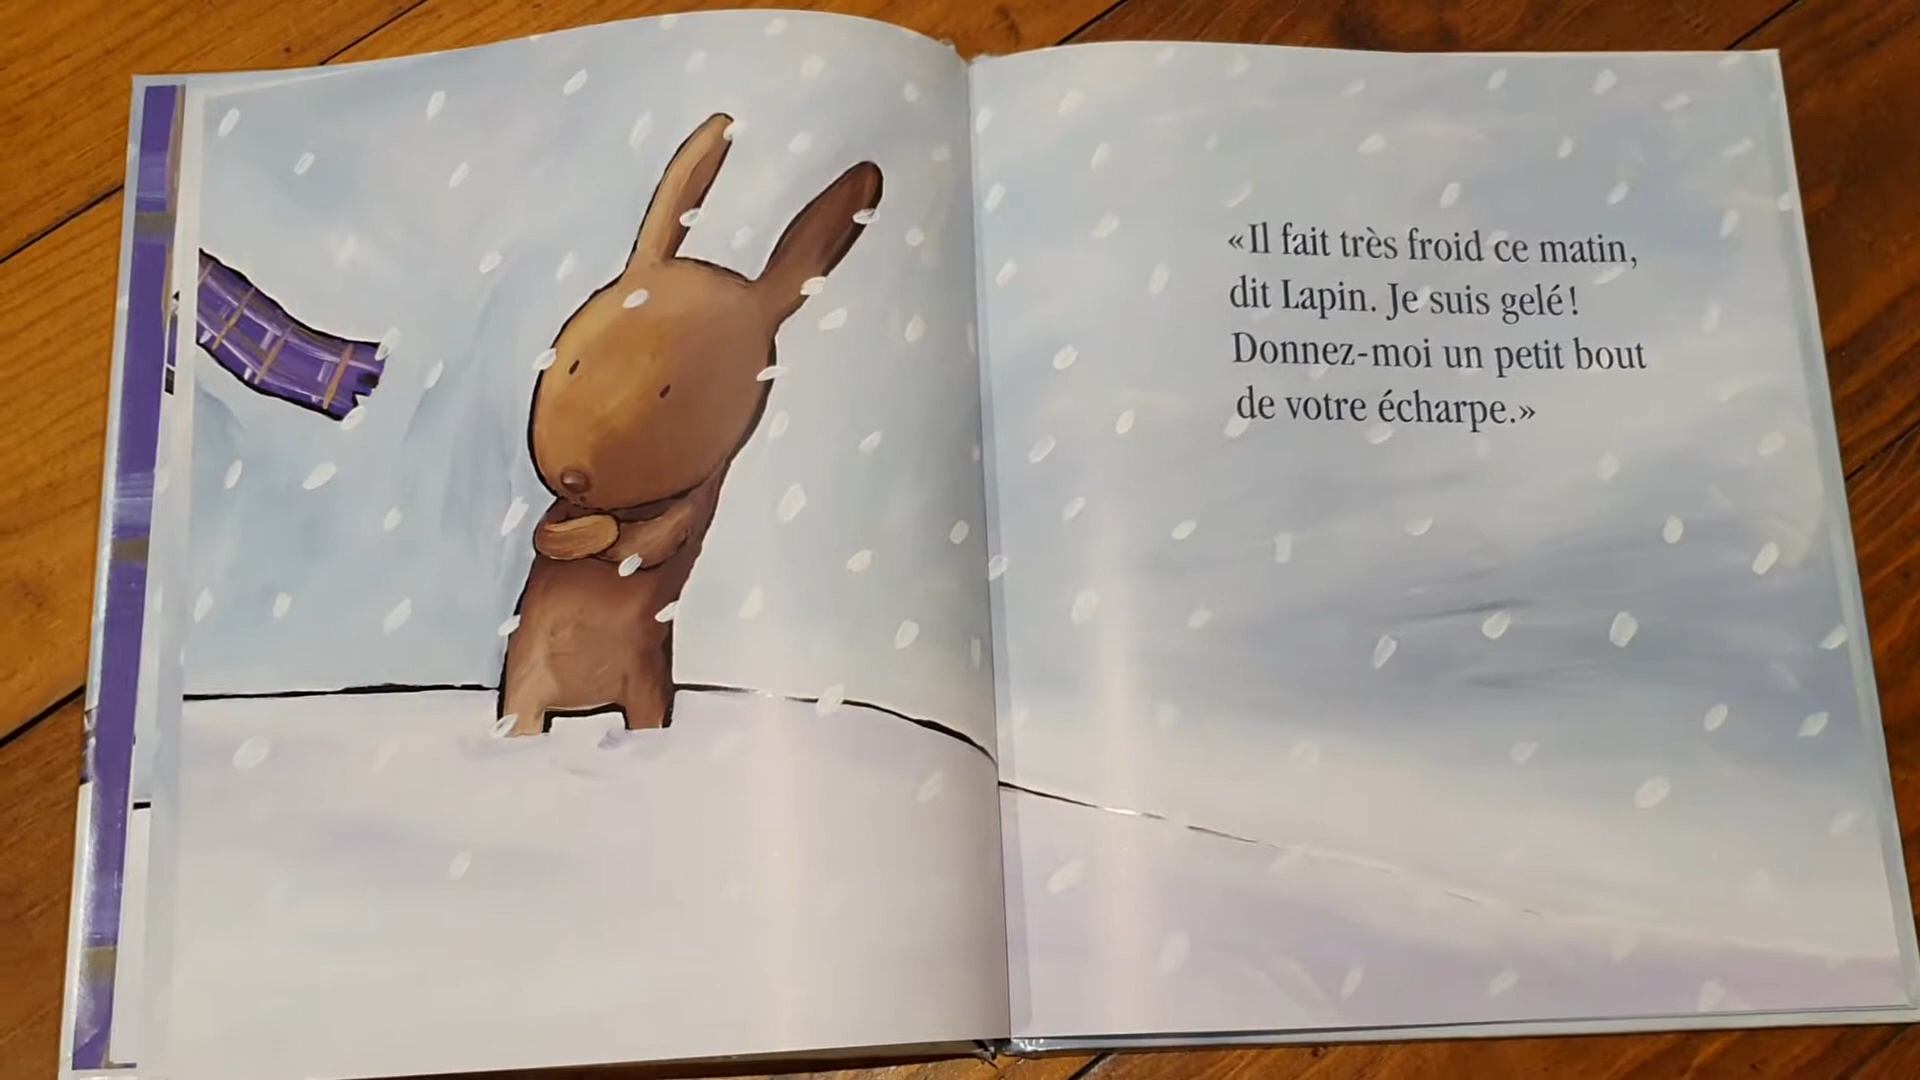 «Il fait très froid ce matin,
dit Lapin. Je suis gelé !
Donnez-moi un petit bout
de votre écharpe.»